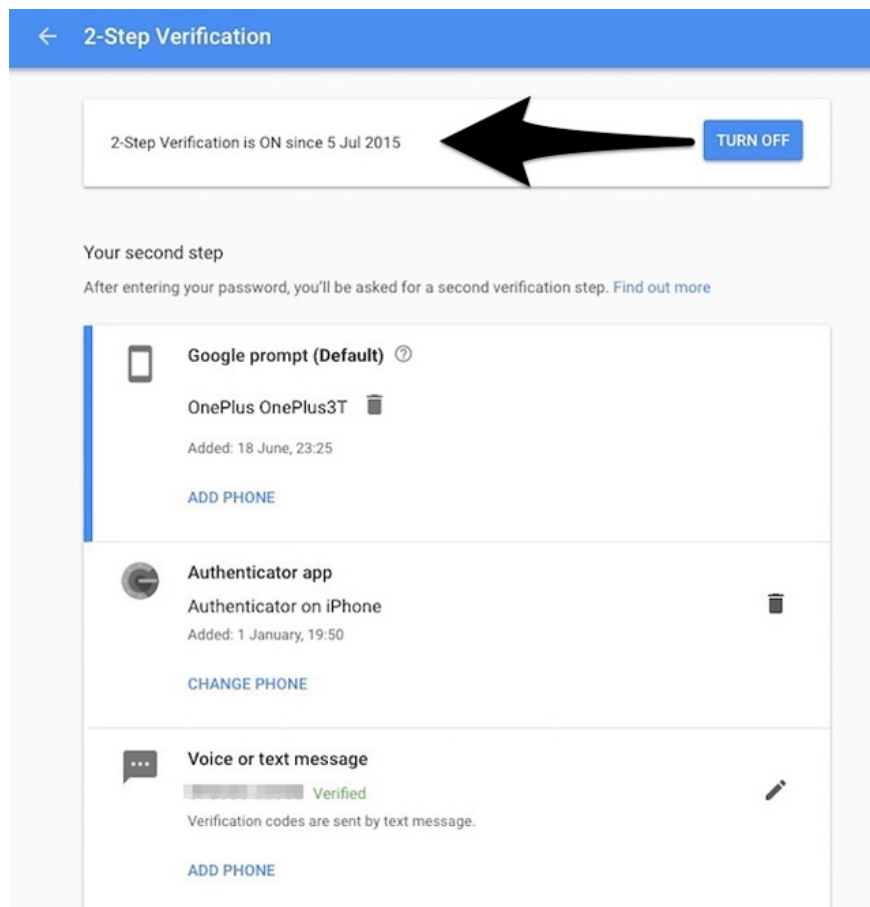 2-Step Verification
2-Step Verification is ON since 5 Jul 2015
TURN OFF
Your second step
After entering your password, you'll be asked for a second verification step. Find out more
Google prompt (Default)
OnePlus OnePlus3T
Added: 18 June, 23:25
ADD PHONE
Authenticator app
Authenticator on iPhone
Added: 1 January, 19:50
CHANGE PHONE
Voice or text message
Verified
Verification codes are sent by text message.
ADD PHONE